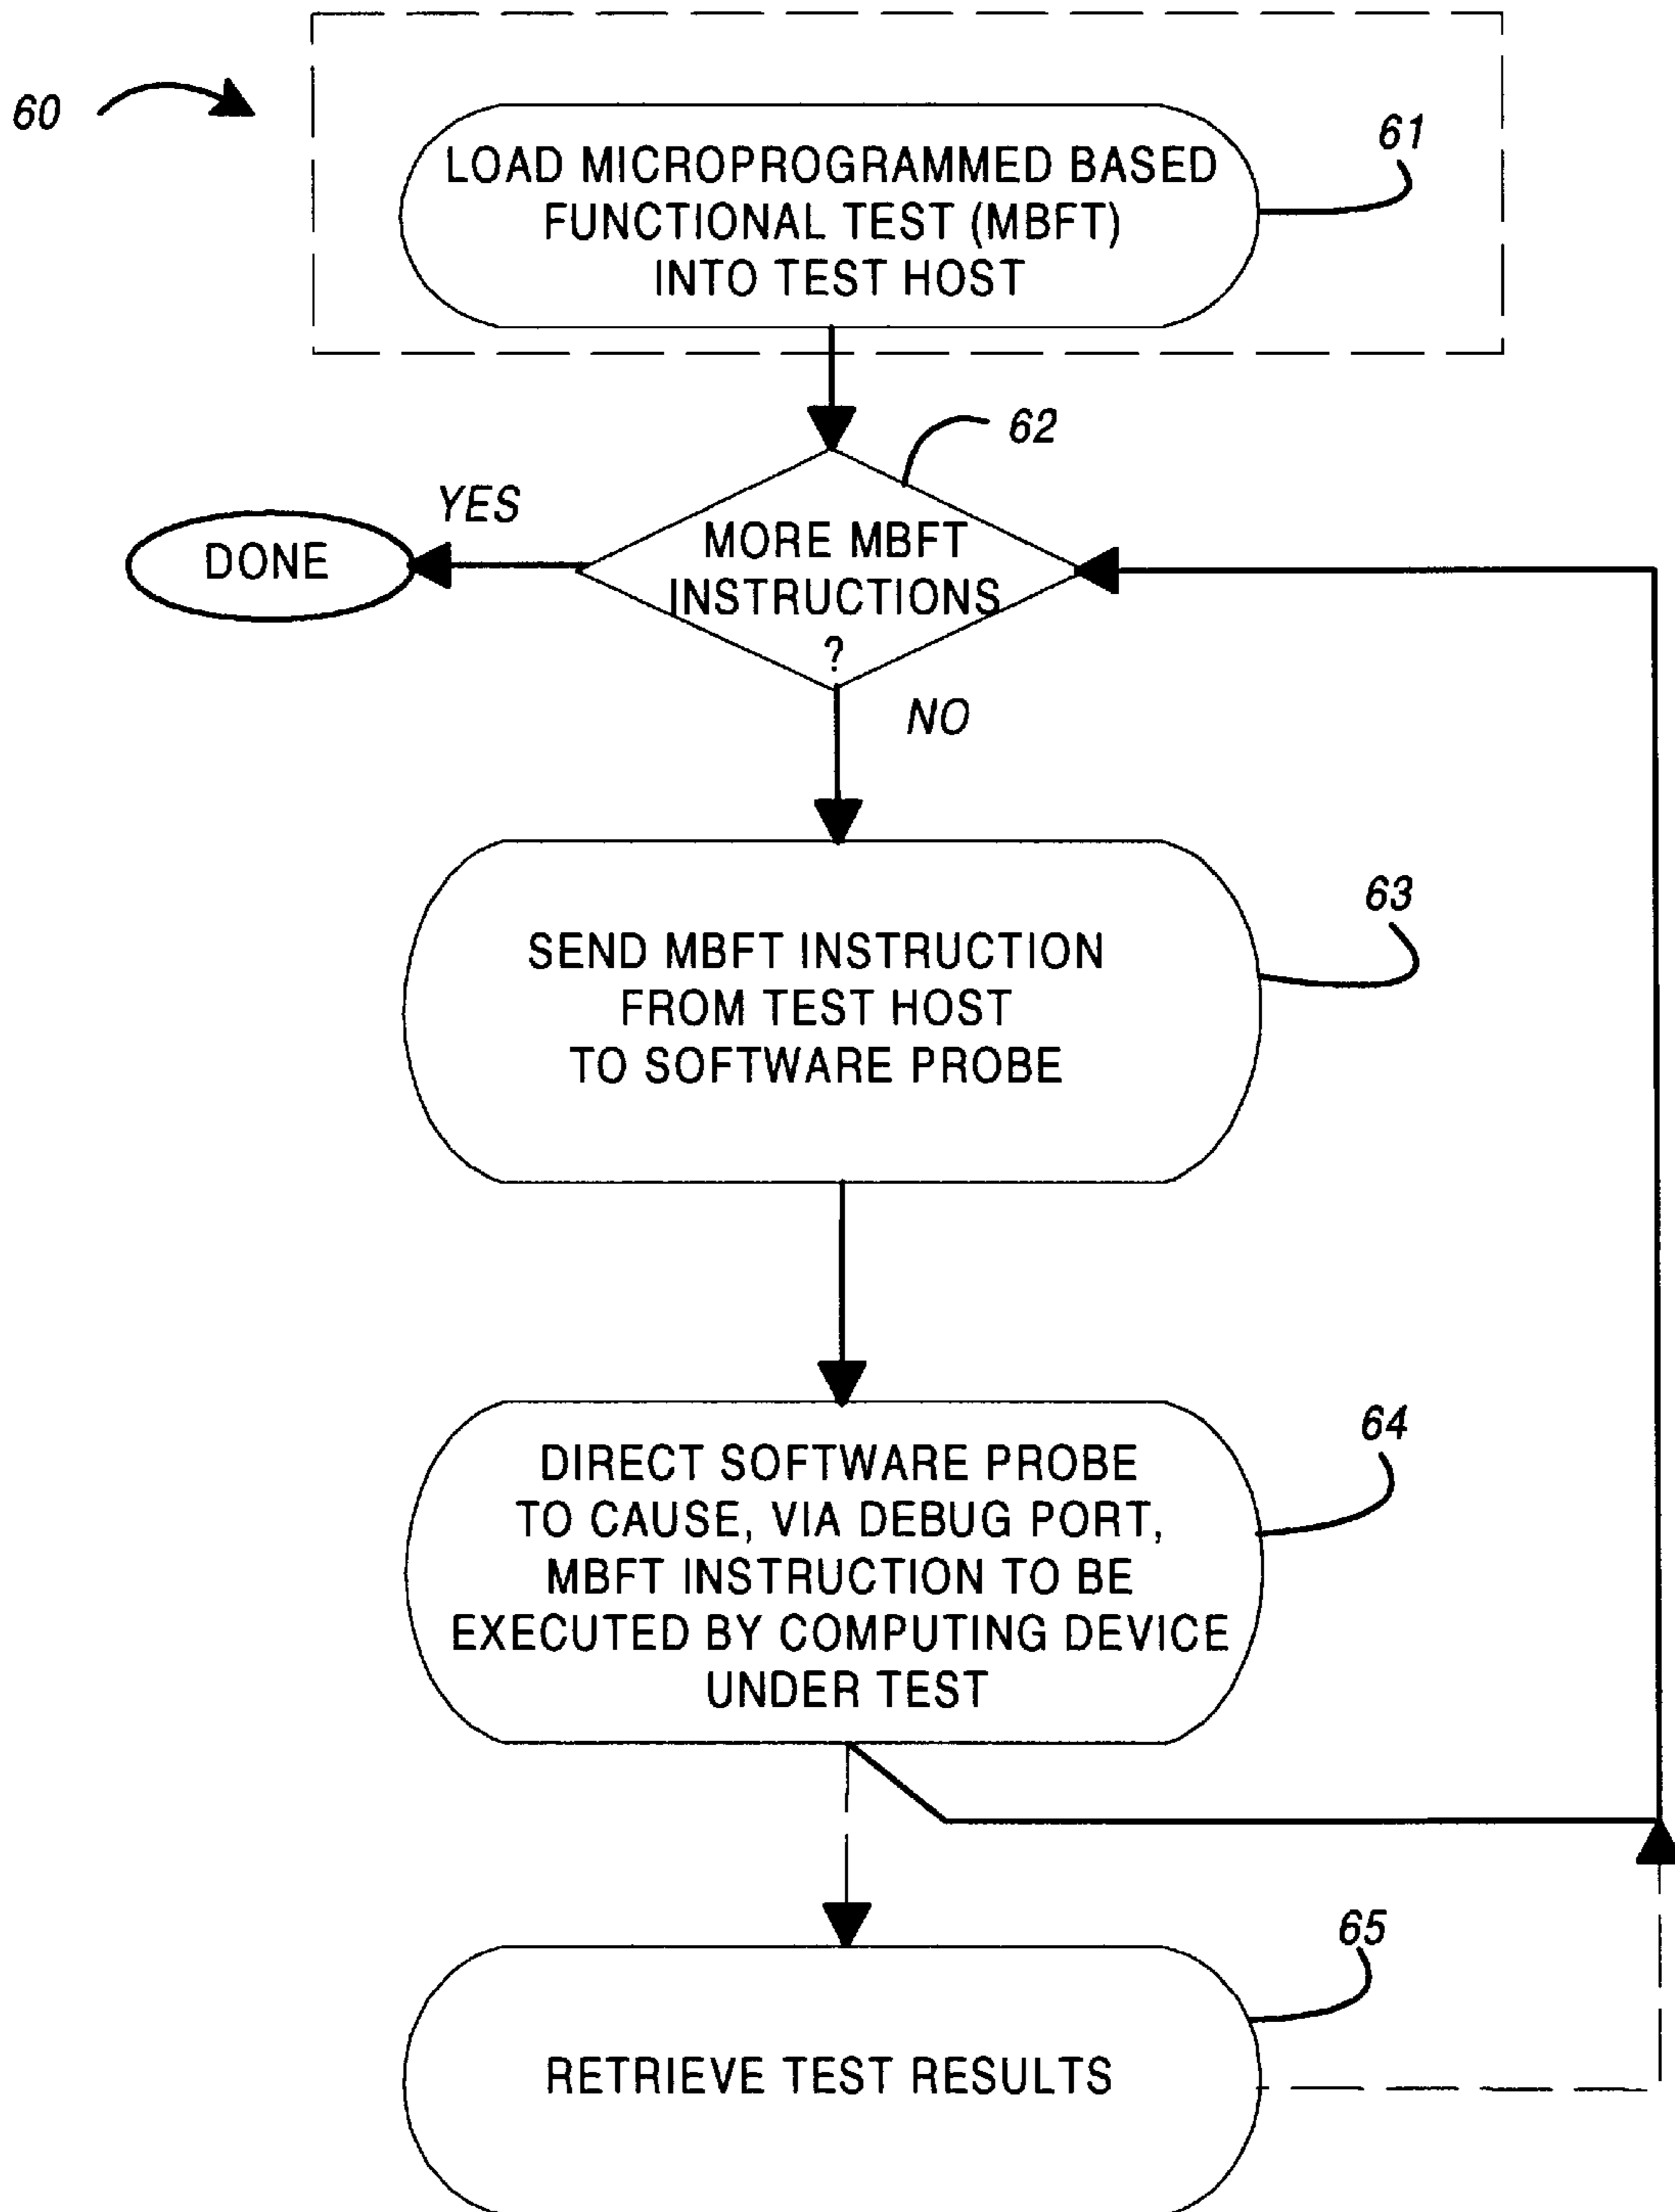 60
61
LOAD MICROPROGRAMMED BASED
FUNCTIONAL TEST (MBFT)
INTO TEST HOST
62
YES
DONE
MORE MBFT
INSTRUCTIONS
?
NO
63
SEND MBFT INSTRUCTION
FROM TEST HOST
TO SOFTWARE PROBE
64
DIRECT SOFTWARE PROBE
TO CAUSE, VIA DEBUG PORT,
MBFT INSTRUCTION TO BE
EXECUTED BY COMPUTING DEVICE
UNDER TEST
65
RETRIEVE TEST RESULTS